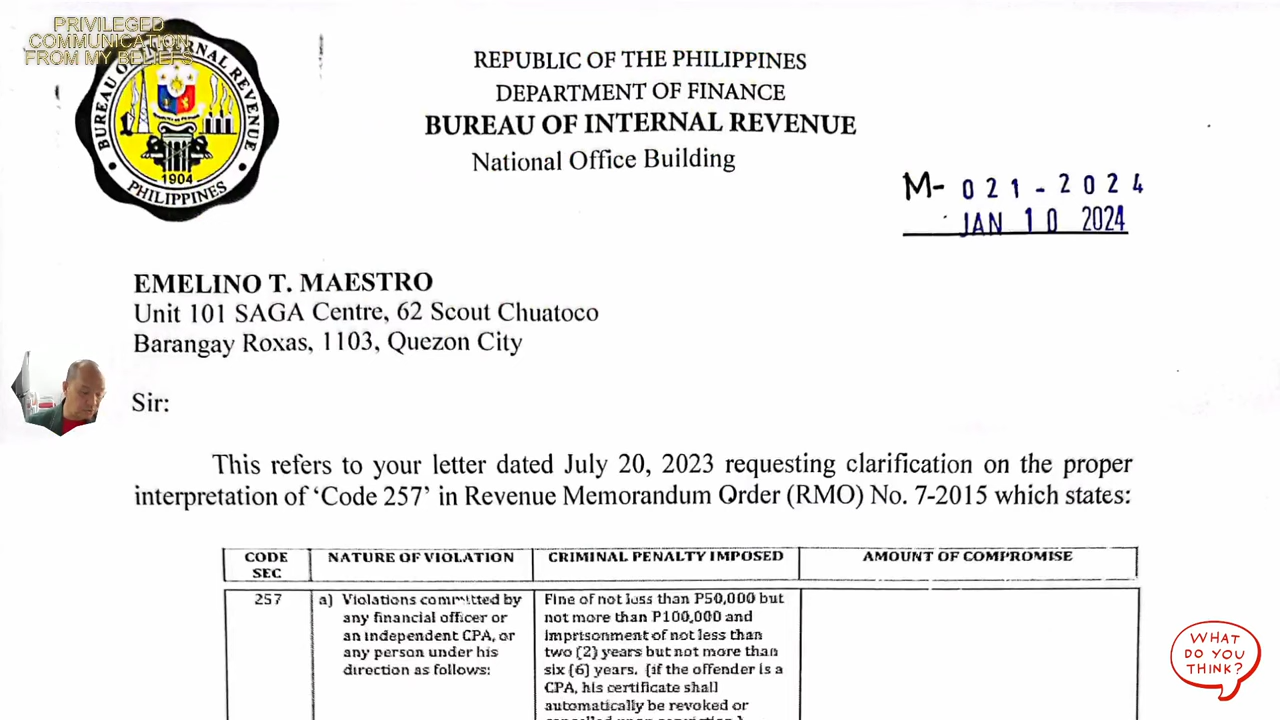 PRIVILEGED
COMMUNICATION
FROM MY BELIEFS
BUREAU OF INTERNAL REVENUE
1904
PHILIPPINES
REPUBLIC OF THE PHILIPPINES
DEPARTMENT OF FINANCE
BUREAU OF INTERNAL REVENUE
National Office Building
M- 021-2024
JAN 10 2024
EMELINO T. MAESTRO
Unit 101 SAGA Centre, 62 Scout Chuatoco
Barangay Roxas, 1103, Quezon City
Sir:
This refers to your letter dated July 20, 2023 requesting clarification on the proper
interpretation of ‘Code 257’ in Revenue Memorandum Order (RMO) No. 7-2015 which states:
CODE SEC
NATURE OF VIOLATION
CRIMINAL PENALTY IMPOSED
AMOUNT OF COMPROMISE
257
a) Violations committed by
any financial officer or
an independent CPA, or
any person under his
direction as follows:
Fine of not less than P50,000 but
not more than P100,000 and
imprisonment of not less than
two (2) years but not more than
six (6) years. (if the offender is a
CPA, his certificate shall
automatically be revoked or
WHAT
DO YOU
THINK?